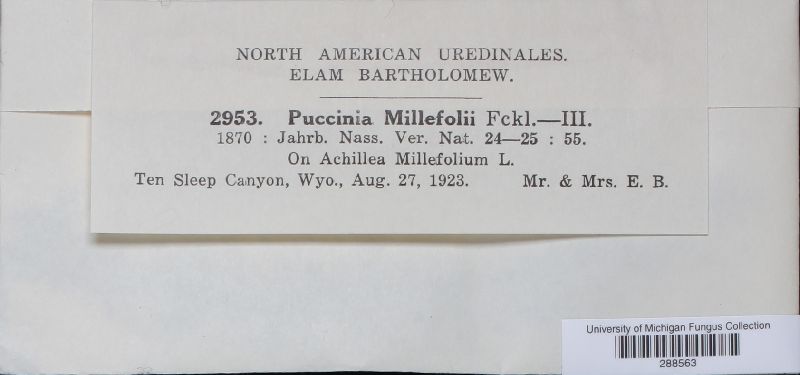 NORTH AMERICAN UREDINALES.
ELAM BARTHOLOMEW.
2953. Puccinia Millefolii Fckl.—III.
1870 : Jahrb. Nass. Ver. Nat. 24—25 : 55.
On Achillea Millefolium L.
Ten Sleep Canyon, Wyo., Aug. 27, 1923. Mr. & Mrs. E. B.
University of Michigan Fungus Collection
288563